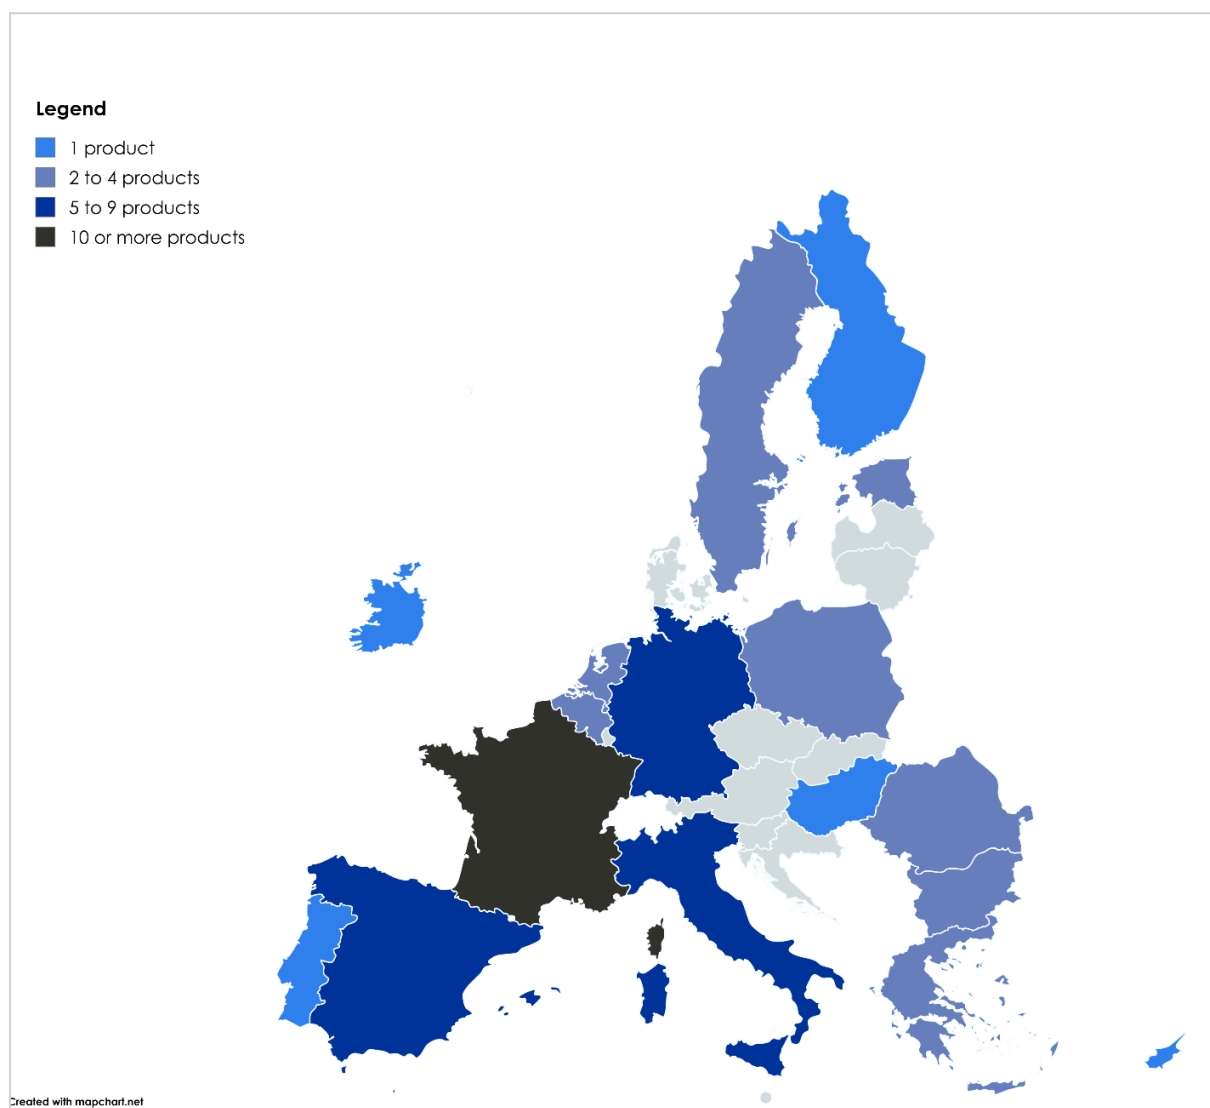 Legend
1 product
2 to 4 products
5 to 9 products
10 or more products
Created with mapchart.net